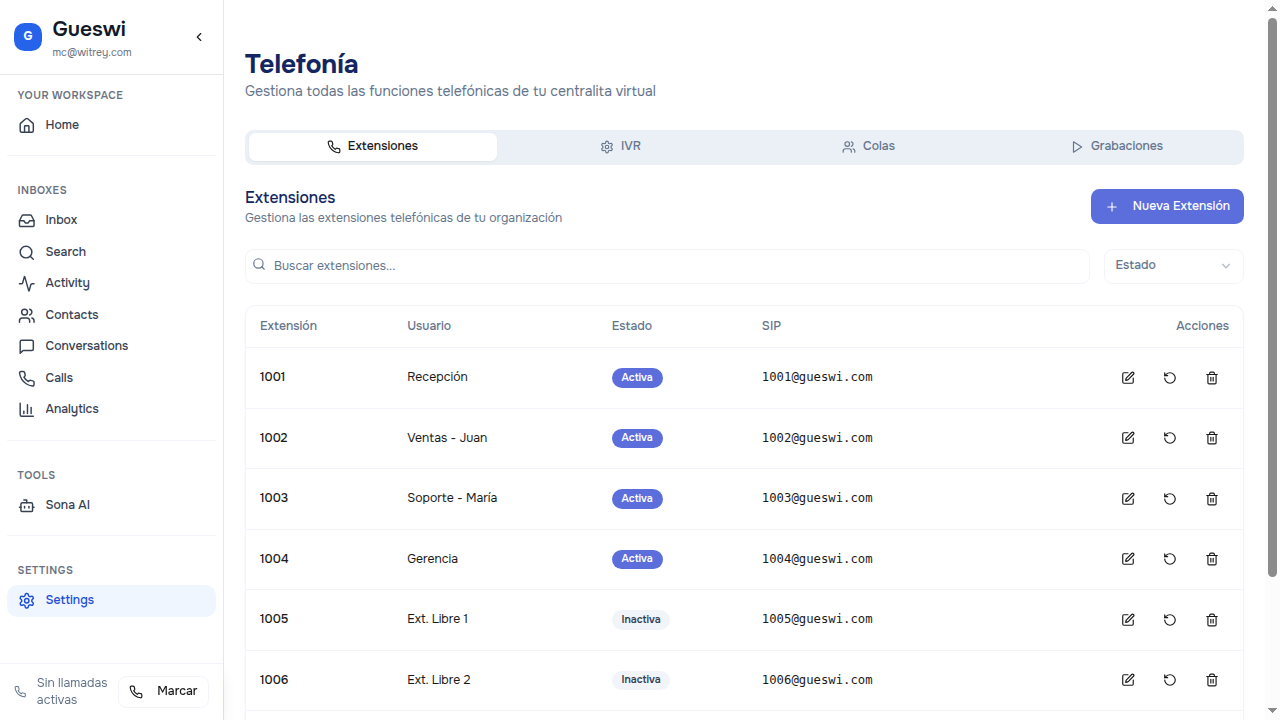 G
Gueswi
mc@witrey.com
YOUR WORKSPACE
Home
INBOXES
Inbox
Search
Activity
Contacts
Conversations
Calls
Analytics
TOOLS
Sona AI
SETTINGS
Settings
Sin llamadas
activas
Marcar
Telefonía
Gestiona todas las funciones telefónicas de tu centralita virtual
Extensiones IVR Colas Grabaciones
Extensiones
Gestiona las extensiones telefónicas de tu organización
Nueva Extensión
Buscar extensiones...
Estado
Extensión Usuario Estado SIP Acciones
1001 Recepción Activa 1001@gueswi.com
1002 Ventas - Juan Activa 1002@gueswi.com
1003 Soporte - María Activa 1003@gueswi.com
1004 Gerencia Activa 1004@gueswi.com
1005 Ext. Libre 1 Inactiva 1005@gueswi.com
1006 Ext. Libre 2 Inactiva 1006@gueswi.com